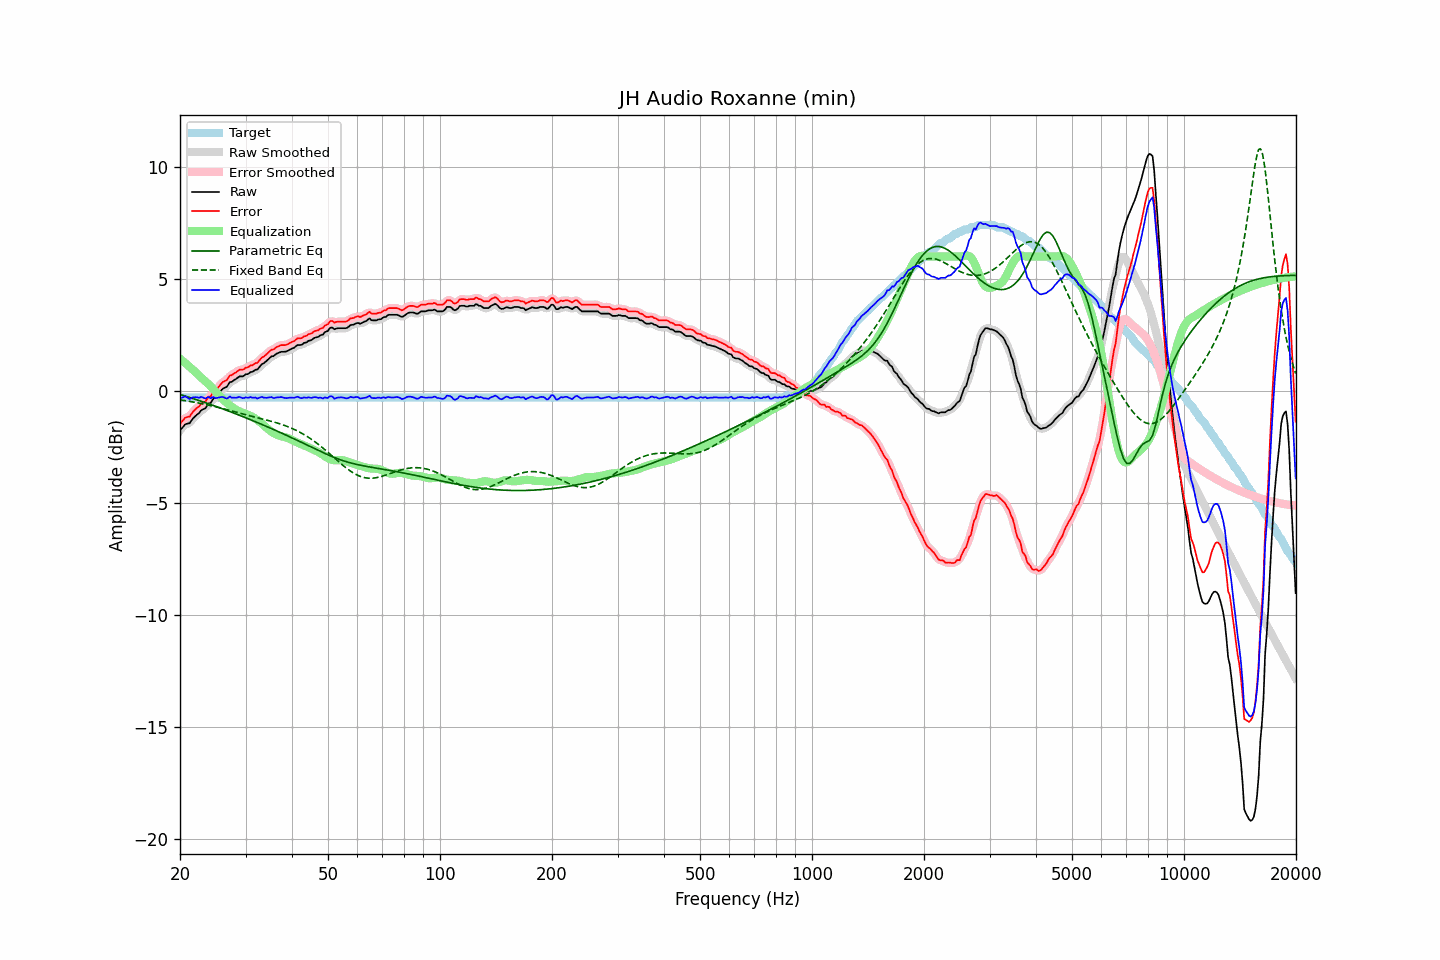 JH Audio Roxanne (min)
Target
Raw Smoothed
Error Smoothed
Raw
Error
Equalization
Parametric Eq
Fixed Band Eq
Equalized
Amplitude (dBr)
10
5
0
−5
−10
−15
−20
20 50 100 200 500 1000 2000 5000 10000 20000
Frequency (Hz)